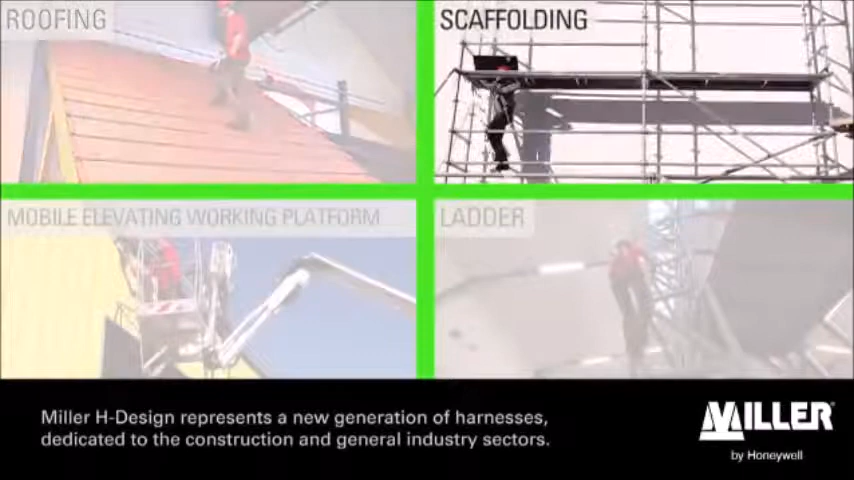 ROOFING
SCAFFOLDING
MOBILE ELEVATING WORKING PLATFORM
LADDER
Miller H-Design represents a new generation of harnesses,
dedicated to the construction and general industry sectors.
MILLER®
by Honeywell